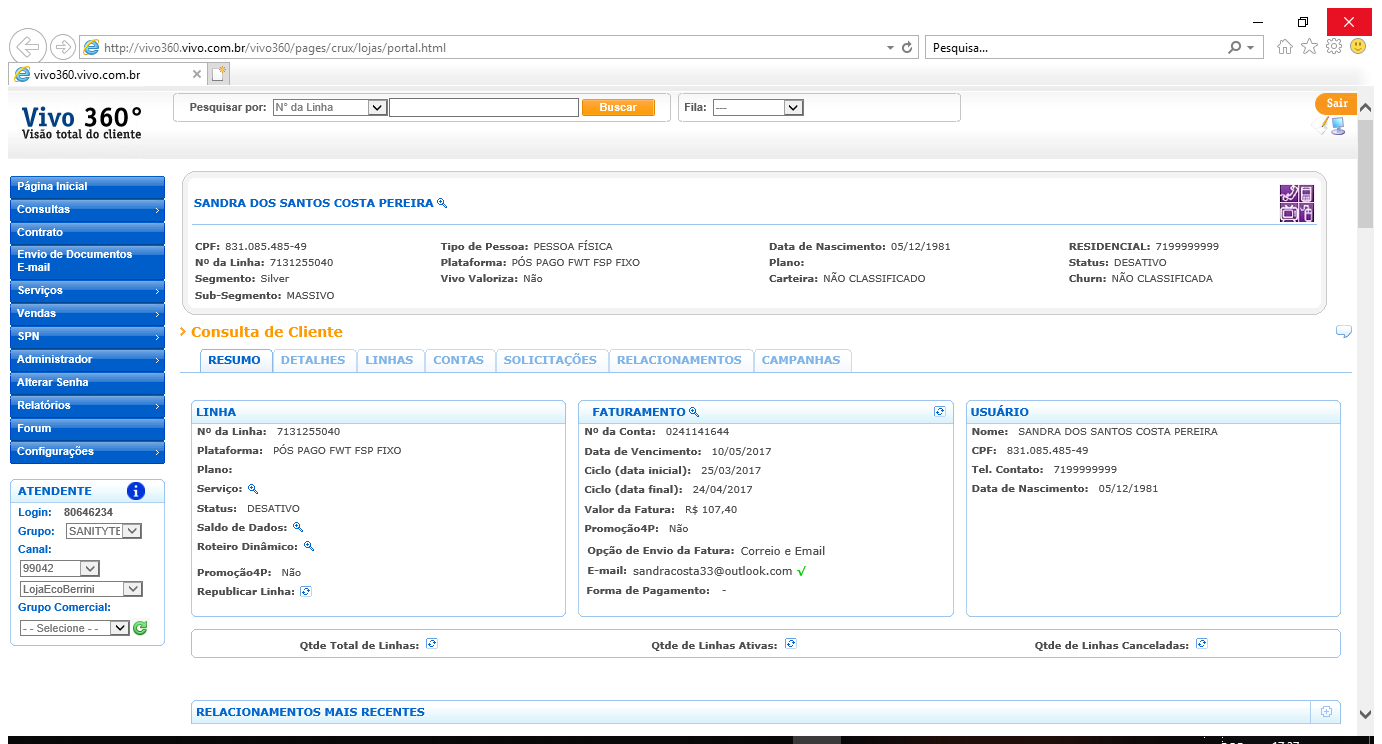 http://vivo360.vivo.com.br/vivo360/pages/crux/lojas/portal.html
Pesquisa...
vivo360.vivo.com.br
Vivo 360°
Visão total do cliente
Pesquisar por: N° da Linha
Buscar
Fila: ---
Sair
Página Inicial
Consultas
Contrato
Envio de Documentos
E-mail
Serviços
Vendas
SPN
Administrador
Alterar Senha
Relatórios
Forum
Configurações
ATENDENTE
Login: 80646234
Grupo: SANITYTE
Canal:
99042
LojaEcoBerrini
Grupo Comercial:
- - Selecione - -
SANDRA DOS SANTOS COSTA PEREIRA
CPF: 831.085.485-49 Tipo de Pessoa: PESSOA FÍSICA Data de Nascimento: 05/12/1981 RESIDENCIAL: 7199999999
Nº da Linha: 7131255040 Plataforma: PÓS PAGO FWT FSP FIXO Plano: Status: DESATIVO
Segmento: Silver Vivo Valoriza: Não Carteira: NÃO CLASSIFICADO Churn: NÃO CLASSIFICADA
Sub-Segmento: MASSIVO
Consulta de Cliente
RESUMO DETALHES LINHAS CONTAS SOLICITAÇÕES RELACIONAMENTOS CAMPANHAS
LINHA
Nº da Linha: 7131255040
Plataforma: PÓS PAGO FWT FSP FIXO
Plano:
Serviço:
Status: DESATIVO
Saldo de Dados:
Roteiro Dinâmico:
Promoção4P: Não
Republicar Linha:
FATURAMENTO
Nº da Conta: 0241141644
Data de Vencimento: 10/05/2017
Ciclo (data inicial): 25/03/2017
Ciclo (data final): 24/04/2017
Valor da Fatura: R$ 107,40
Promoção4P: Não
Opção de Envio da Fatura: Correio e Email
E-mail: sandracosta33@outlook.com √
Forma de Pagamento: -
USUÁRIO
Nome: SANDRA DOS SANTOS COSTA PEREIRA
CPF: 831.085.485-49
Tel. Contato: 7199999999
Data de Nascimento: 05/12/1981
Qtde Total de Linhas: Qtde de Linhas Ativas: Qtde de Linhas Canceladas:
RELACIONAMENTOS MAIS RECENTES